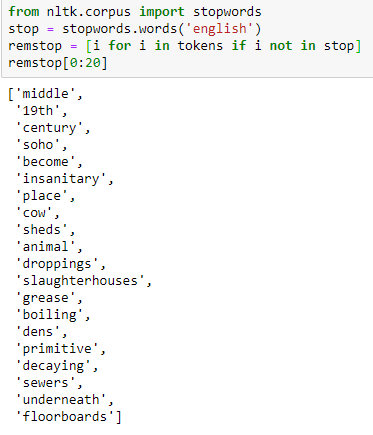 from nltk.corpus import stopwords
stop = stopwords.words('english')
remstop = [i for i in tokens if i not in stop]
remstop[0:20]
['middle',
'19th',
'century',
'soho',
'become',
'insanitary',
'place',
'cow',
'sheds',
'animal',
'droppings',
'slaughterhouses',
'grease',
'boiling',
'dens',
'primitive',
'decaying',
'sewers',
'underneath',
'floorboards']